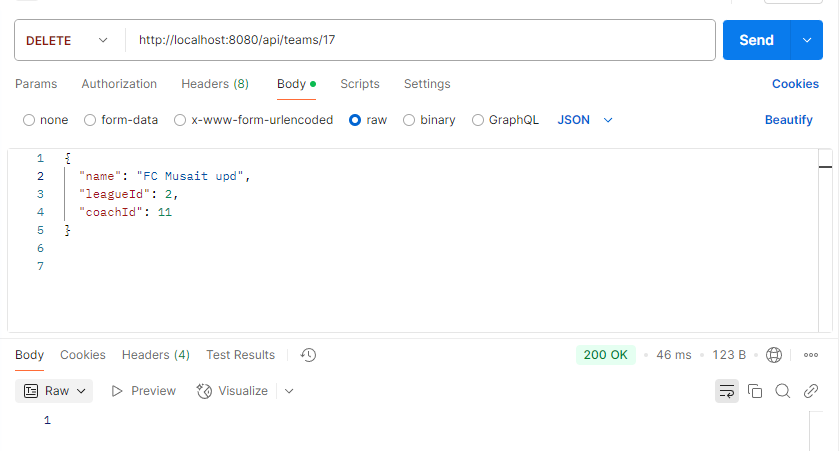 DELETE http://localhost:8080/api/teams/17 Send
Params Authorization Headers (8) Body Scripts Settings Cookies
none form-data x-www-form-urlencoded raw binary GraphQL JSON Beautify
1 {
2 "name": "FC Musait upd",
3 "leagueId": 2,
4 "coachId": 11
5 }
6
7
Body Cookies Headers (4) Test Results 200 OK • 46 ms • 123 B •
Raw Preview Visualize
1